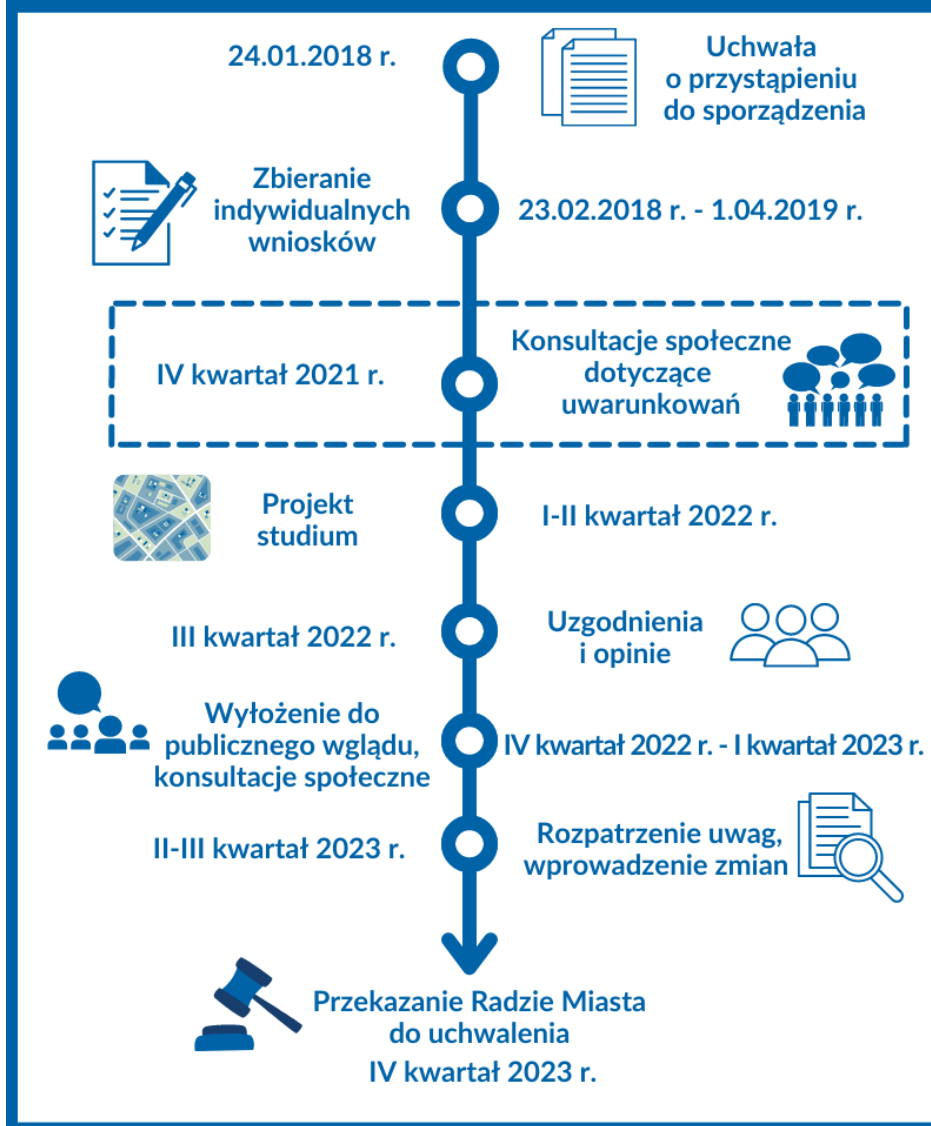 24.01.2018 r.
Uchwała
o przystąpieniu
do sporządzenia
Zbieranie
indywidualnych
wniosków
23.02.2018 r. - 1.04.2019 r.
IV kwartał 2021 r.
Konsultacje społeczne
dotyczące
uwarunkowań
Projekt
studium
I-II kwartał 2022 r.
III kwartał 2022 r.
Uzgodnienia
i opinie
Wyłożenie do
publicznego wglądu,
konsultacje społeczne
IV kwartał 2022 r. - I kwartał 2023 r.
II-III kwartał 2023 r.
Rozpatrzenie uwag,
wprowadzenie zmian
Przekazanie Radzie Miasta
do uchwalenia
IV kwartał 2023 r.